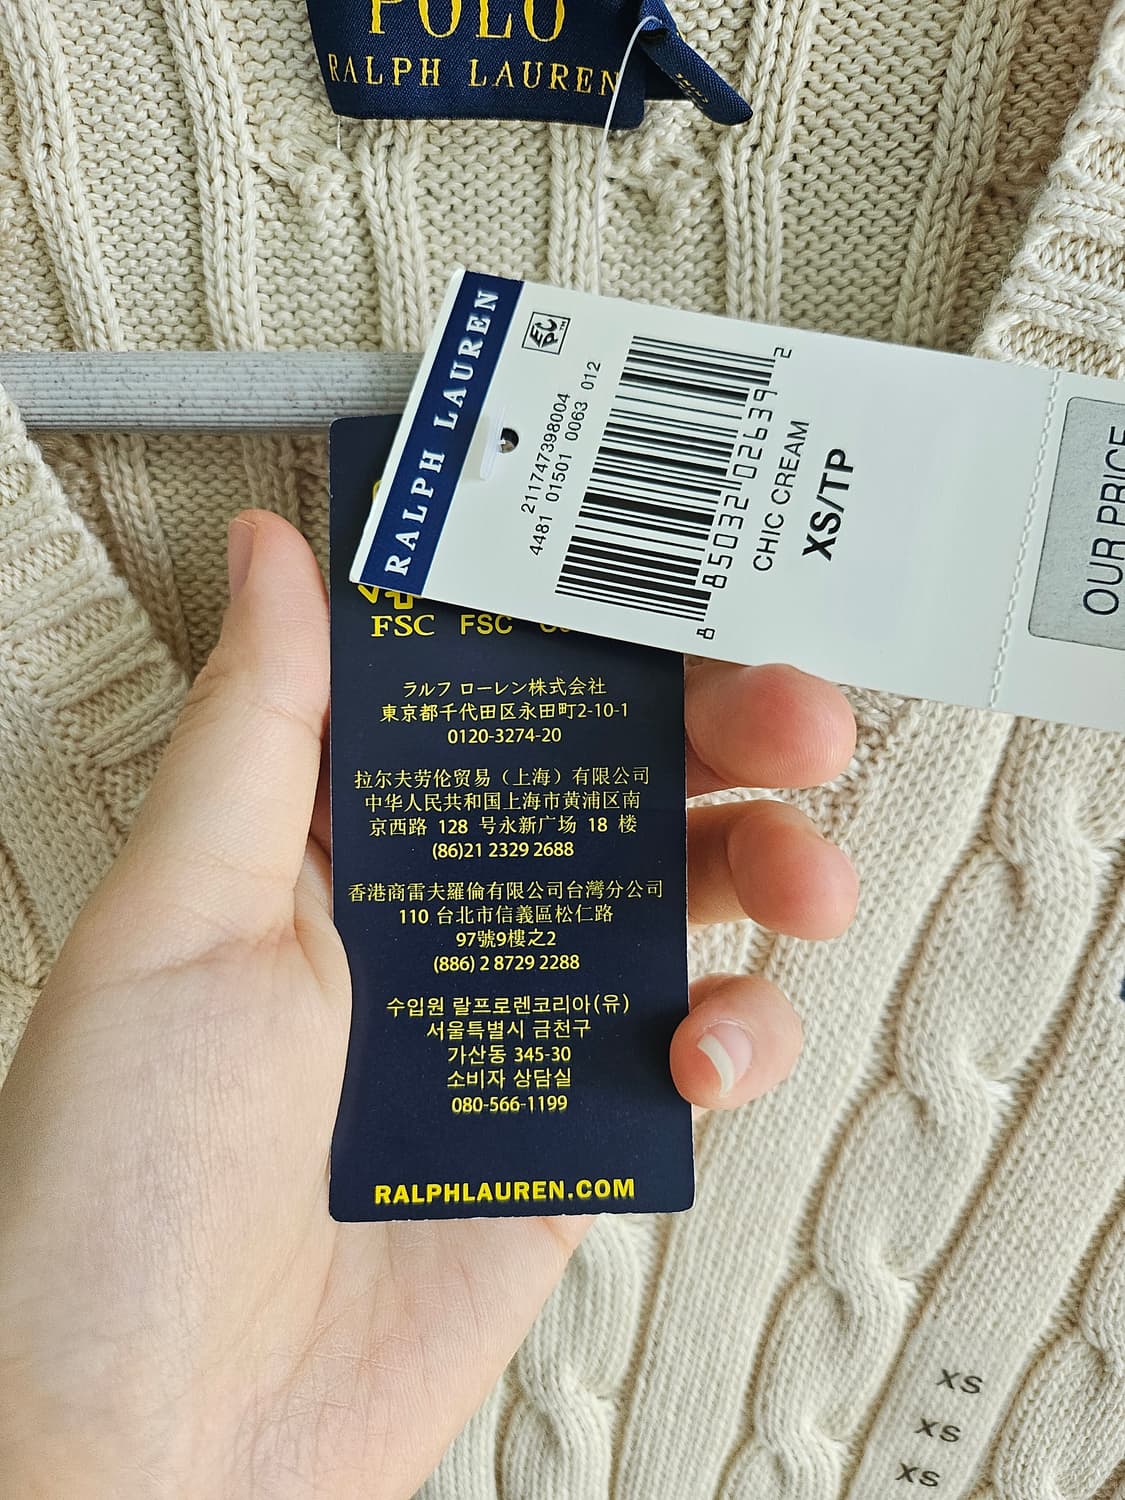 POLO
RALPH LAUREN
RALPH LAUREN
211747398004
4481 01501 0063 012
8 85032 02639 2
CHIC CREAM
XS/TP
OUR PRICE
FSC FSC
ラルフ ローレン株式会社
東京都千代田区永田町2-10-1
0120-3274-20
拉尔夫劳伦贸易（上海）有限公司
中华人民共和国上海市黄浦区南
京西路 128 号永新广场 18 楼
(86)21 2329 2688
香港商雷夫羅倫有限公司台灣分公司
110 台北市信義區松仁路
97號9樓之2
(886) 2 8729 2288
수입원 랄프로렌코리아(유)
서울특별시 금천구
가산동 345-30
소비자 상담실
080-566-1199
RALPHLAUREN.COM
XS
XS
XS